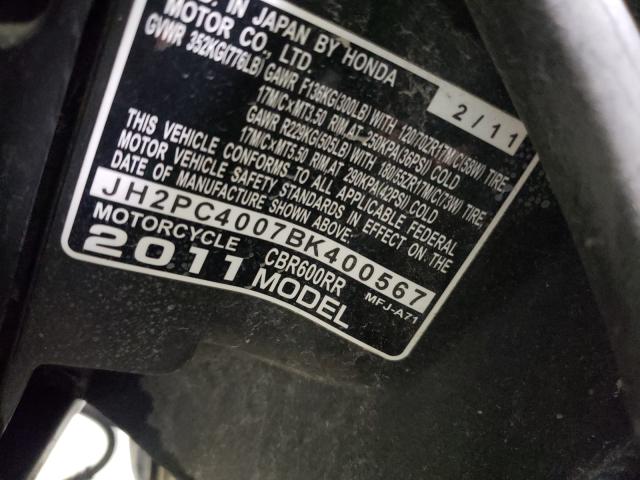 IN JAPAN BY HONDA
MOTOR CO., LTD
2/11
GVWR 352KG(776LB) GAWR F136KG(300LB) WITH 120/70ZR17M/C(58W) TIRE,
17M/C×MT3.50 RIM,AT 250KPA(36PSI) COLD
GAWR R229KG(505LB) WITH 180/55ZR17M/C(73W) TIRE,
17M/C×MT5.50 RIM,AT 290KPA(42PSI) COLD
THIS VEHICLE CONFORMS TO ALL APPLICABLE FEDERAL
MOTOR VEHICLE SAFETY STANDARDS IN EFFECT ON THE
DATE OF MANUFACTURE SHOWN ABOVE.
JH2PC4007BK400567
MOTORCYCLE CBR600RR MFJ-A71
2011 MODEL